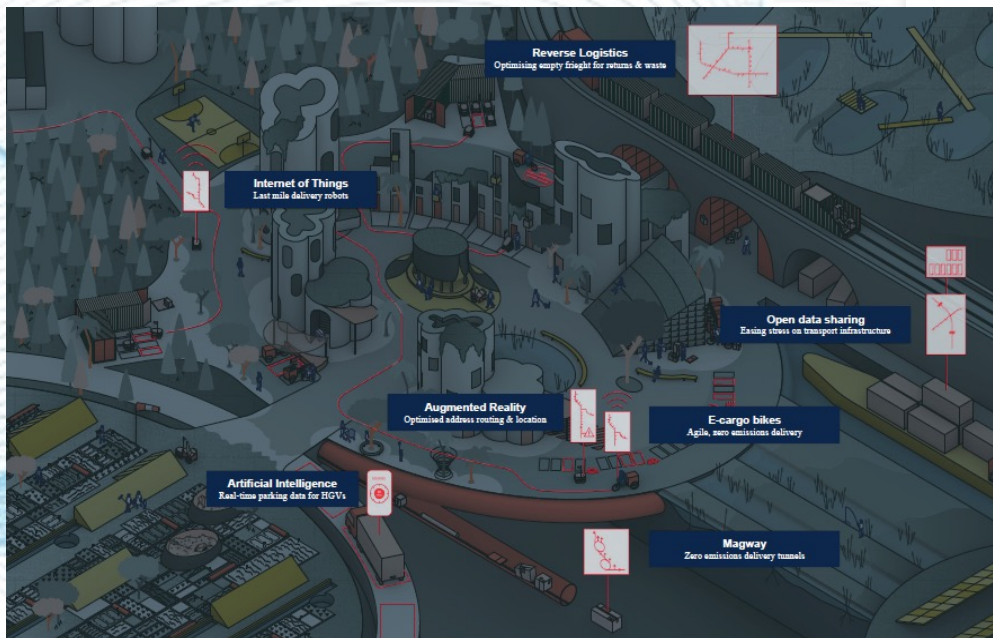 Reverse Logistics
Optimising empty frieght for returns & waste
Internet of Things
Last mile delivery robots
Open data sharing
Easing stress on transport infrastructure
Augmented Reality
Optimised address routing & location
E-cargo bikes
Agile, zero emissions delivery
Artificial Intelligence
Real-time parking data for HGVs
Magway
Zero emissions delivery tunnels